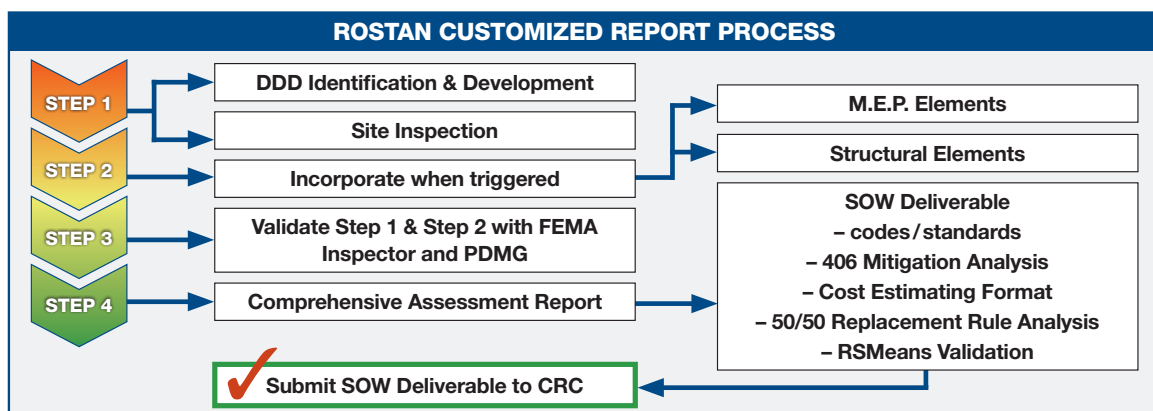 ROSTAN CUSTOMIZED REPORT PROCESS
STEP 1
DDD Identification & Development
Site Inspection
STEP 2
Incorporate when triggered
M.E.P. Elements
Structural Elements
STEP 3
Validate Step 1 & Step 2 with FEMA
Inspector and PDMG
STEP 4
Comprehensive Assessment Report
SOW Deliverable
– codes/standards
– 406 Mitigation Analysis
– Cost Estimating Format
– 50/50 Replacement Rule Analysis
– RSMeans Validation
Submit SOW Deliverable to CRC